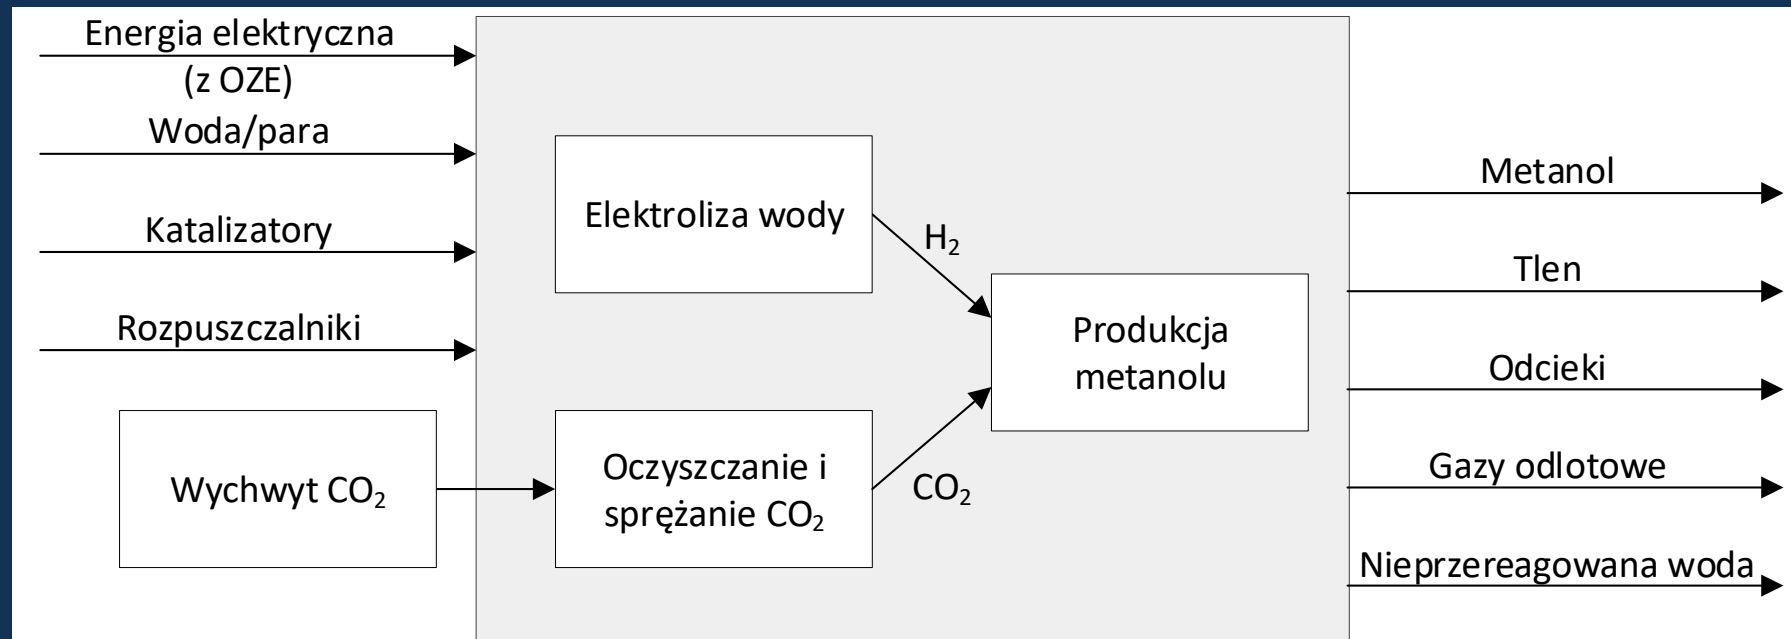 Energia elektryczna
(z OZE)
Woda/para
Katalizatory
Rozpuszczalniki
Wychwyt CO₂
Elektroliza wody
H₂
Oczyszczanie i
sprężanie CO₂
CO₂
Produkcja
metanolu
Metanol
Tlen
Odcieki
Gazy odlotowe
Nieprzereagowana woda